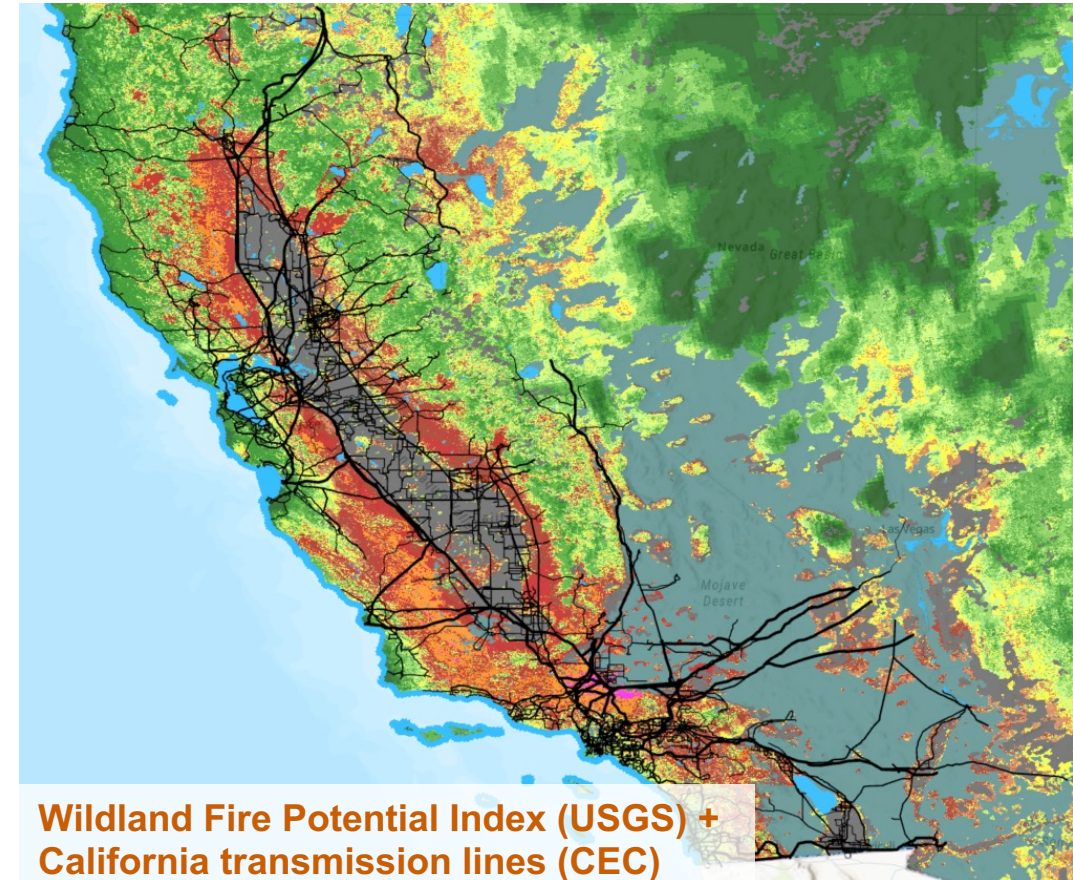 Nevada
Great Basin
Las Vegas
Mojave
Desert
Wildland Fire Potential Index (USGS) +
California transmission lines (CEC)